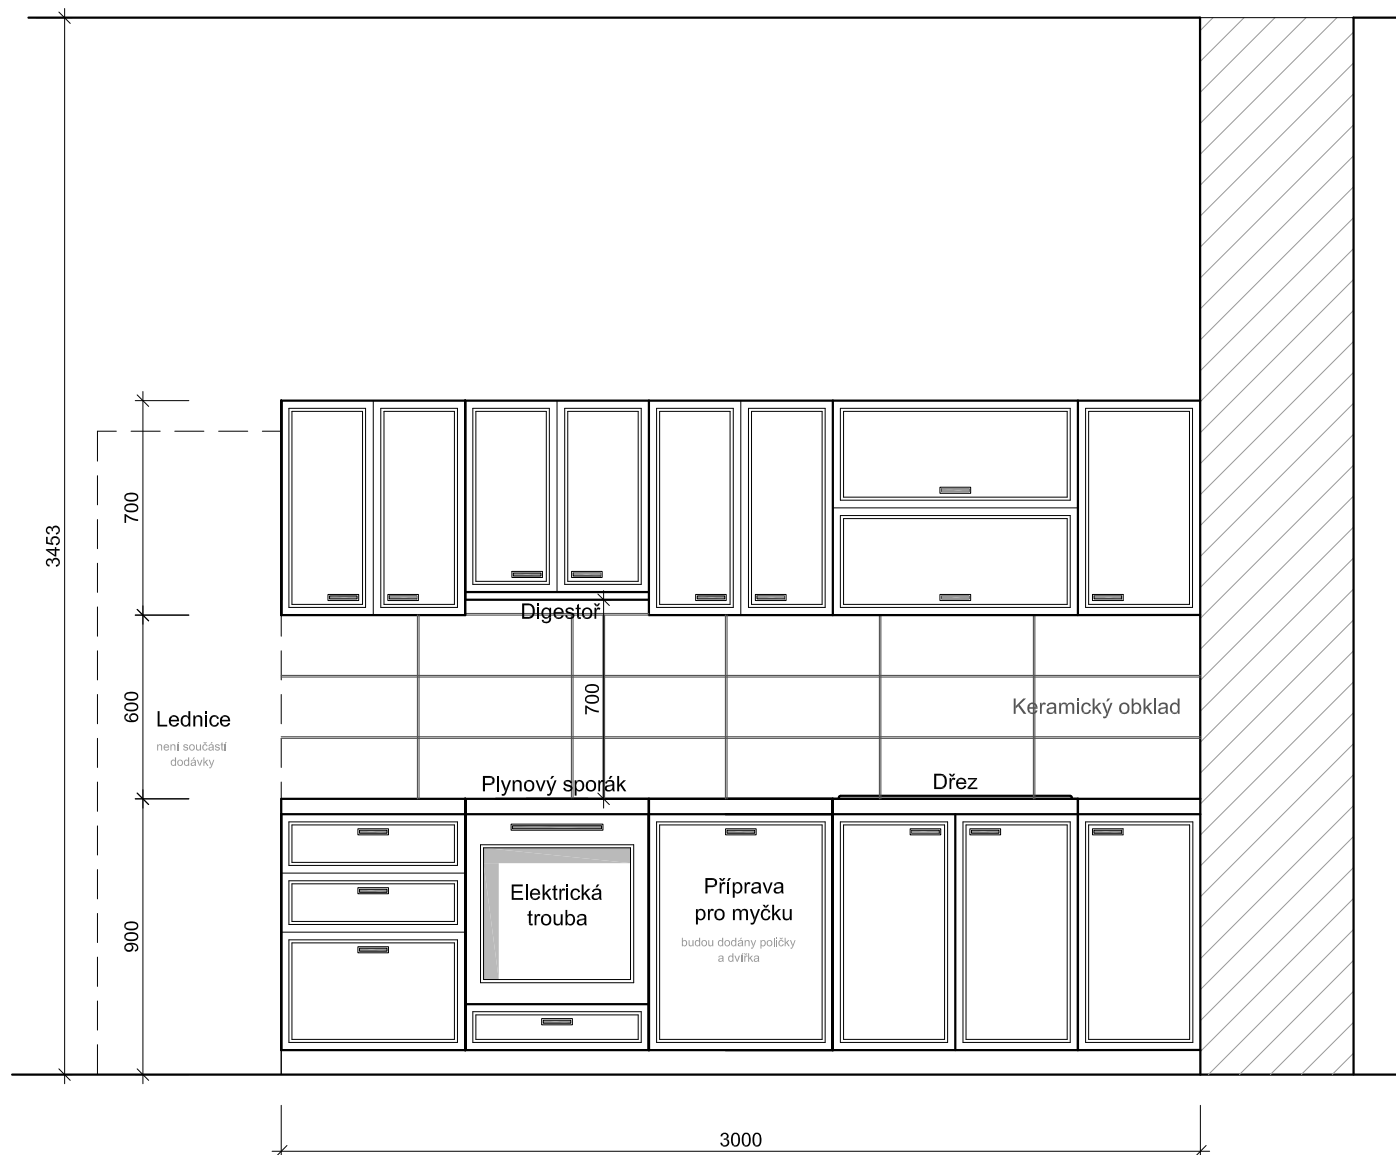 700
3453
Digestoř
600
700
Lednice
není součástí
dodávky
Keramický obklad
Plynový sporák
Dřez
900
Elektrická
trouba
Příprava
pro myčku
budou dodány poličky
a dvířka
3000